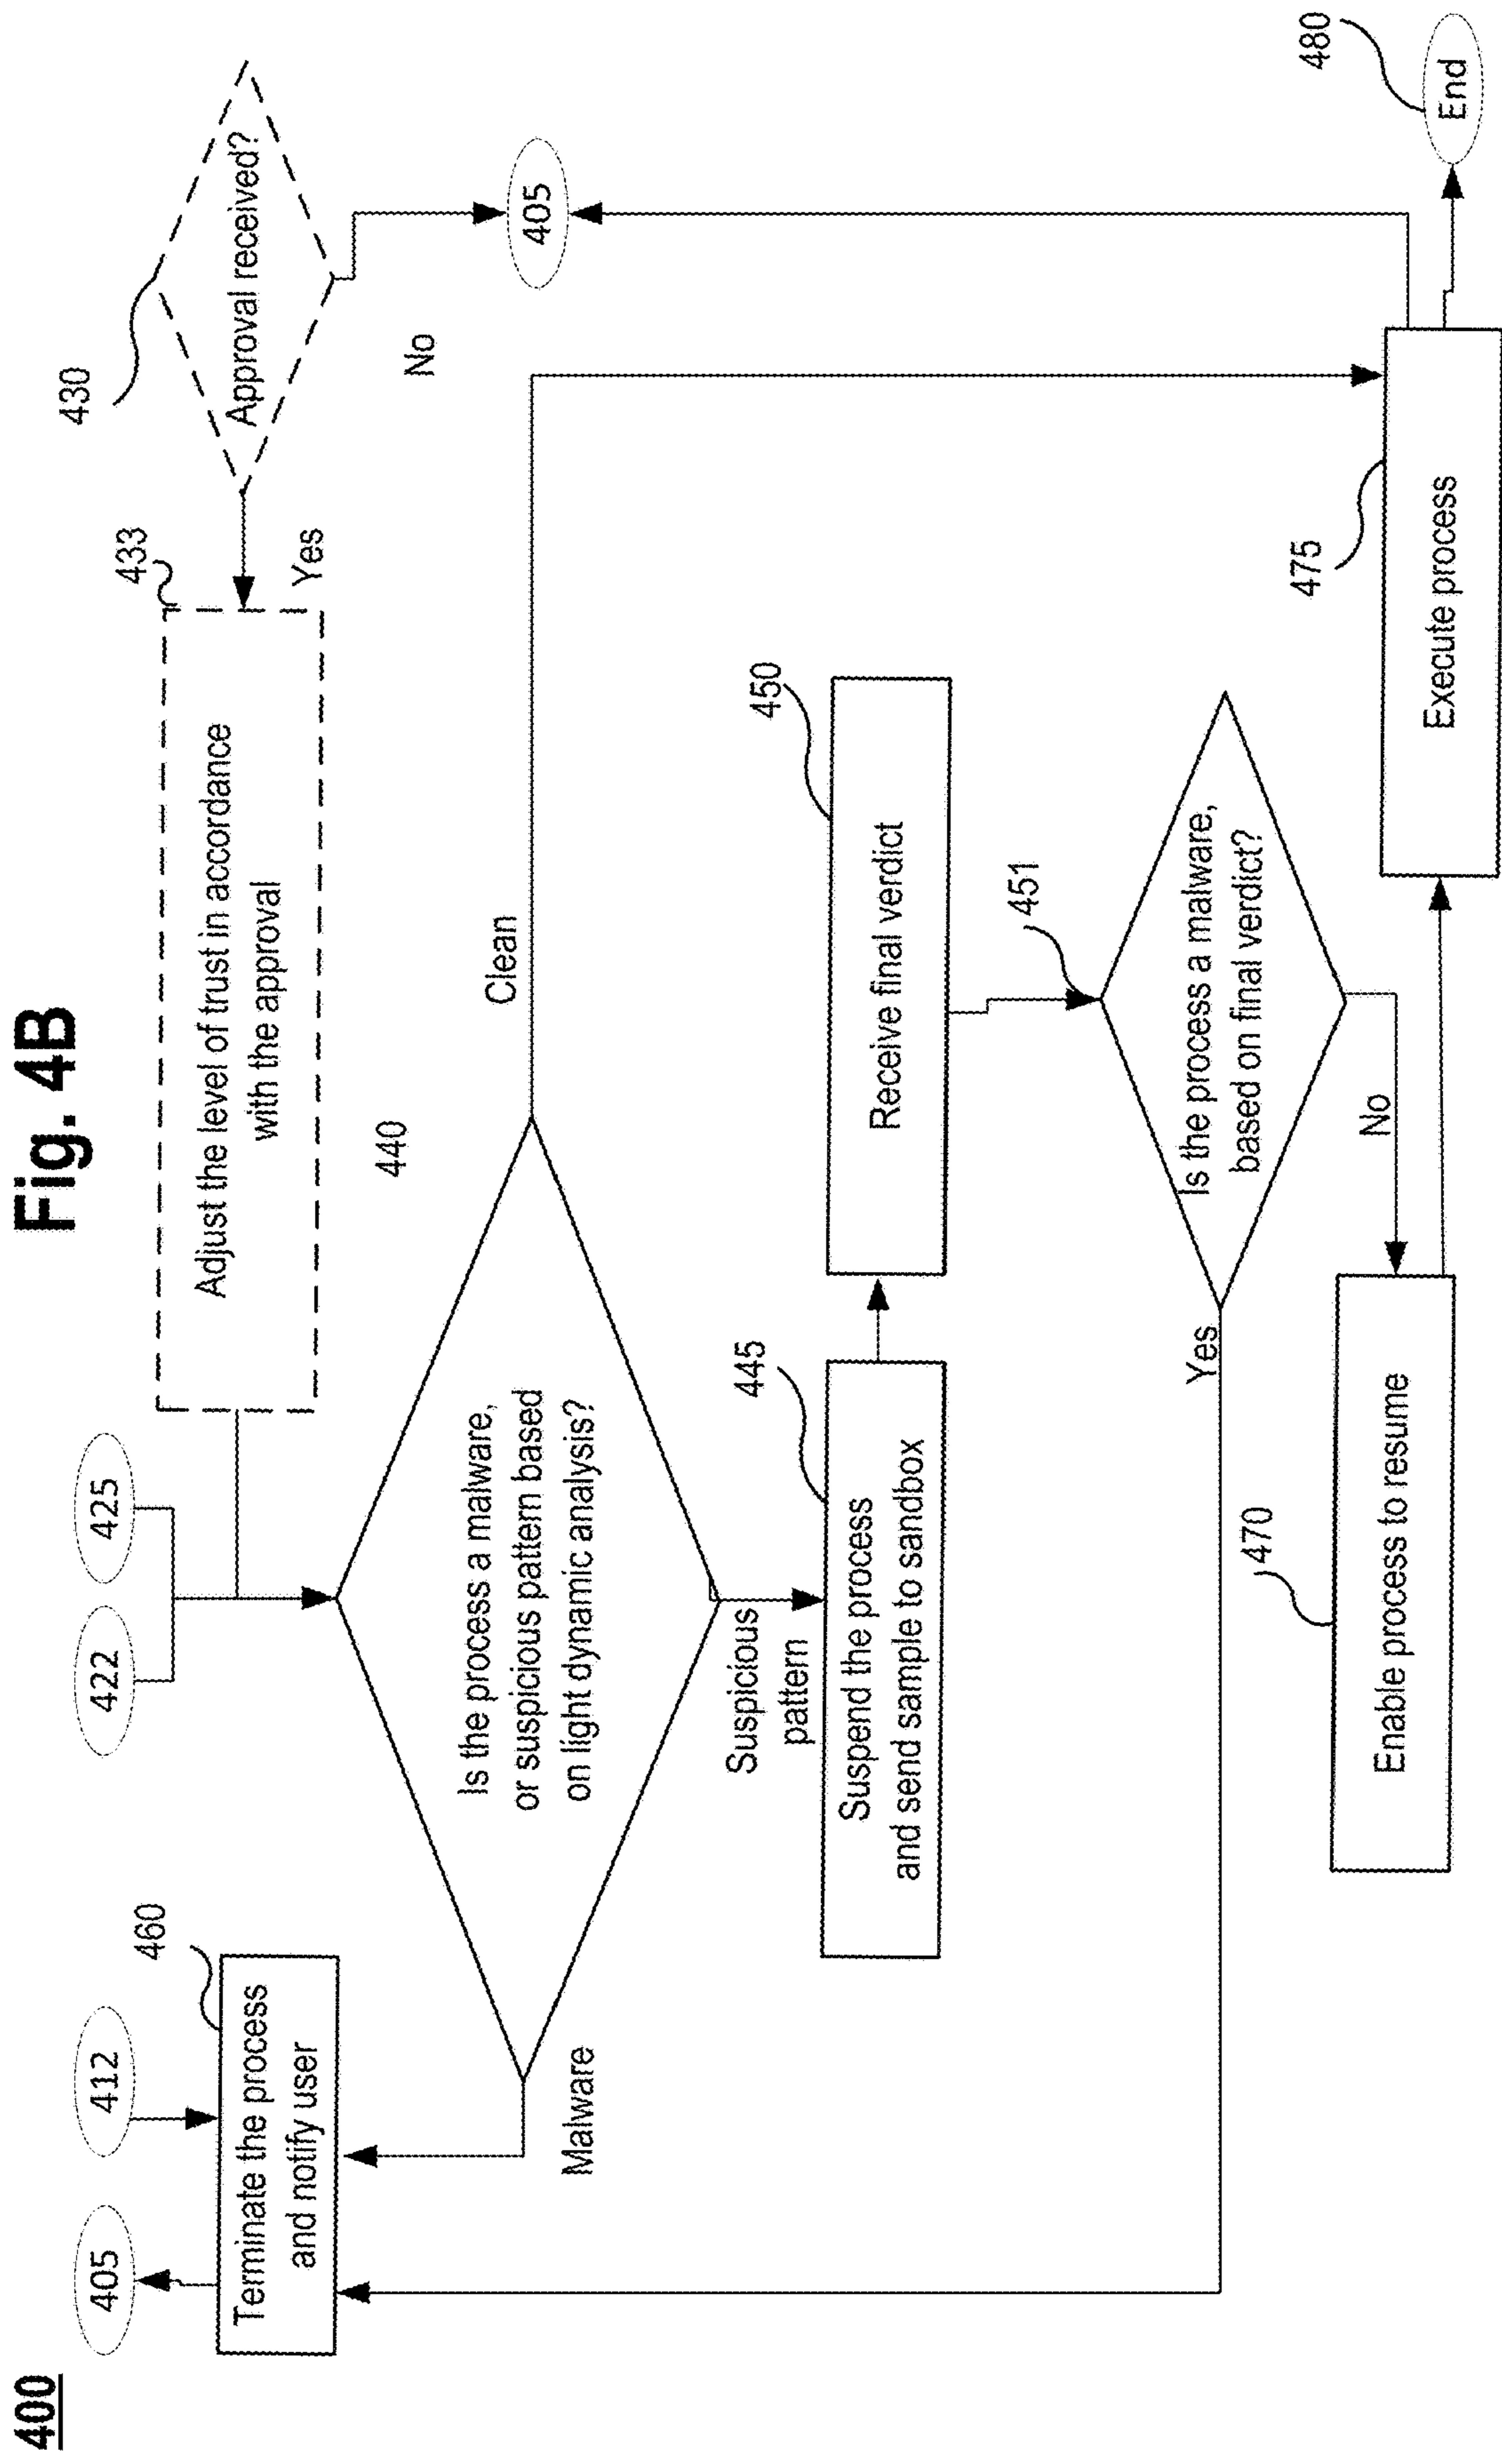 400
Fig. 4B
405
412
422
425
430
433
460
Terminate the process
and notify user
Adjust the level of trust in accordance
with the approval
Yes
Approval received?
No
405
440
Is the process a malware,
or suspicious pattern based
on light dynamic analysis?
Malware
Clean
Suspicious
pattern
445
Suspend the process
and send sample to sandbox
450
Receive final verdict
451
Is the process a malware,
based on final verdict?
Yes
No
470
Enable process to resume
475
Execute process
480
End